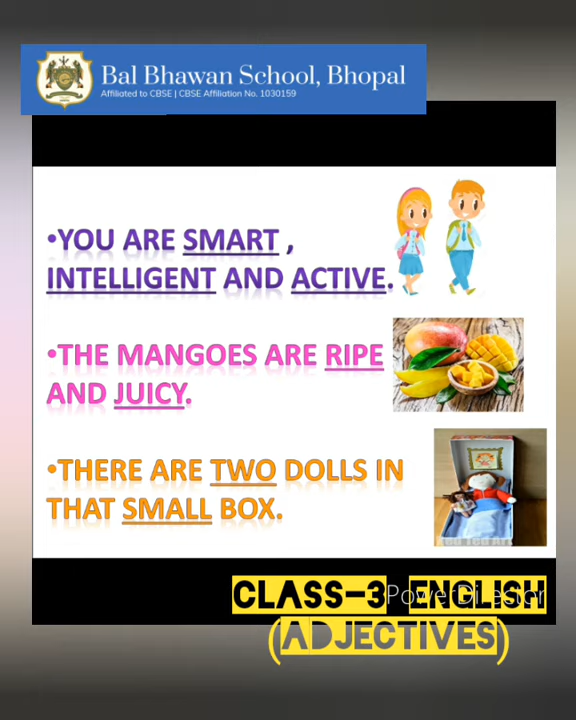 Bal Bhawan School, Bhopal
Affiliated to CBSE | CBSE Affiliation No. 1030159
•YOU ARE SMART ,
INTELLIGENT AND ACTIVE.
•THE MANGOES ARE RIPE
AND JUICY.
•THERE ARE TWO DOLLS IN
THAT SMALL BOX.
CLASS-3 ENGLISH
PowerDirector
(ADJECTIVES)